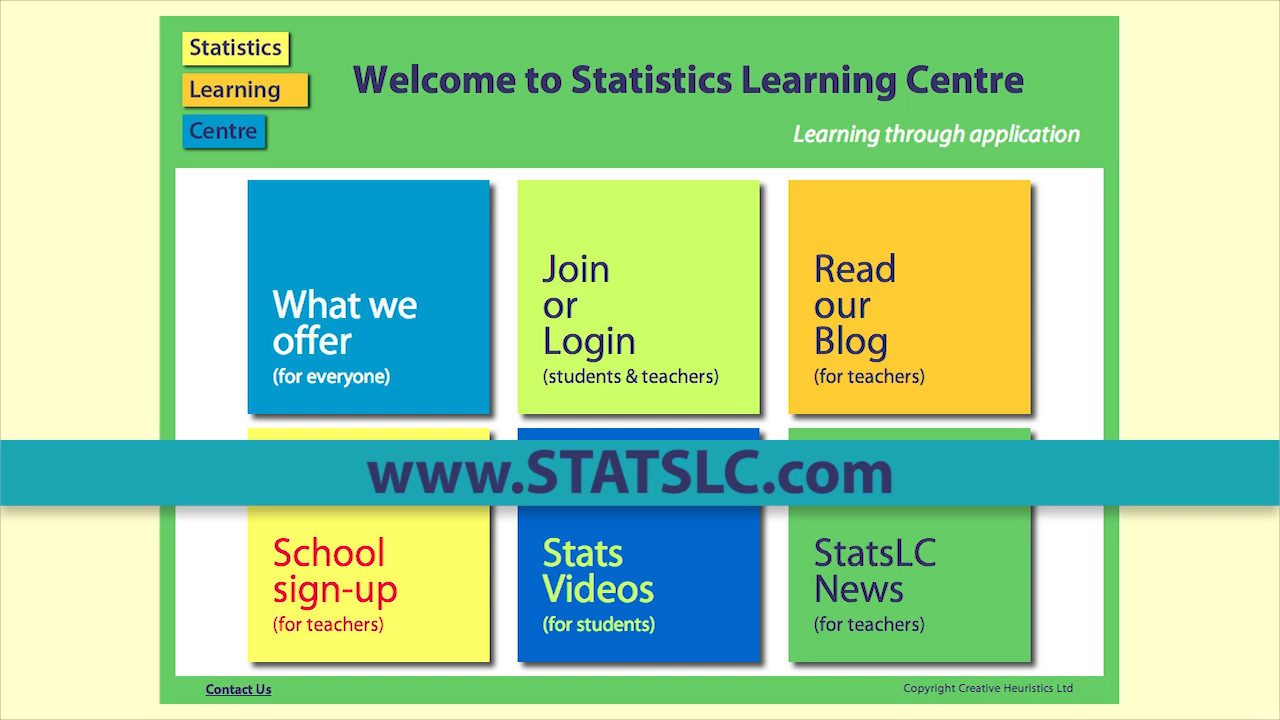 Statistics
Learning
Centre
Welcome to Statistics Learning Centre
Learning through application
What we
offer
(for everyone)
Join
or
Login
(students & teachers)
Read
our
Blog
(for teachers)
www.STATSLC.com
School
sign-up
(for teachers)
Stats
Videos
(for students)
StatsLC
News
(for teachers)
Contact Us
Copyright Creative Heuristics Ltd